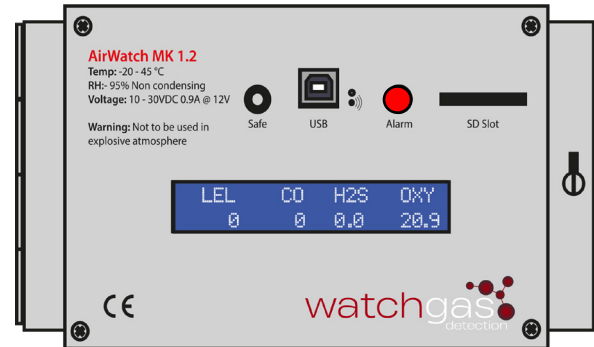 AirWatch MK 1.2
Temp: -20 - 45 °C
RH:- 95% Non condensing
Voltage: 10 - 30VDC 0.9A @ 12V
Warning: Not to be used in
explosive atmosphere
Safe USB Alarm SD Slot
LEL CO H2S OXY
0 0 0.0 20.9
CE
watchgas
detection